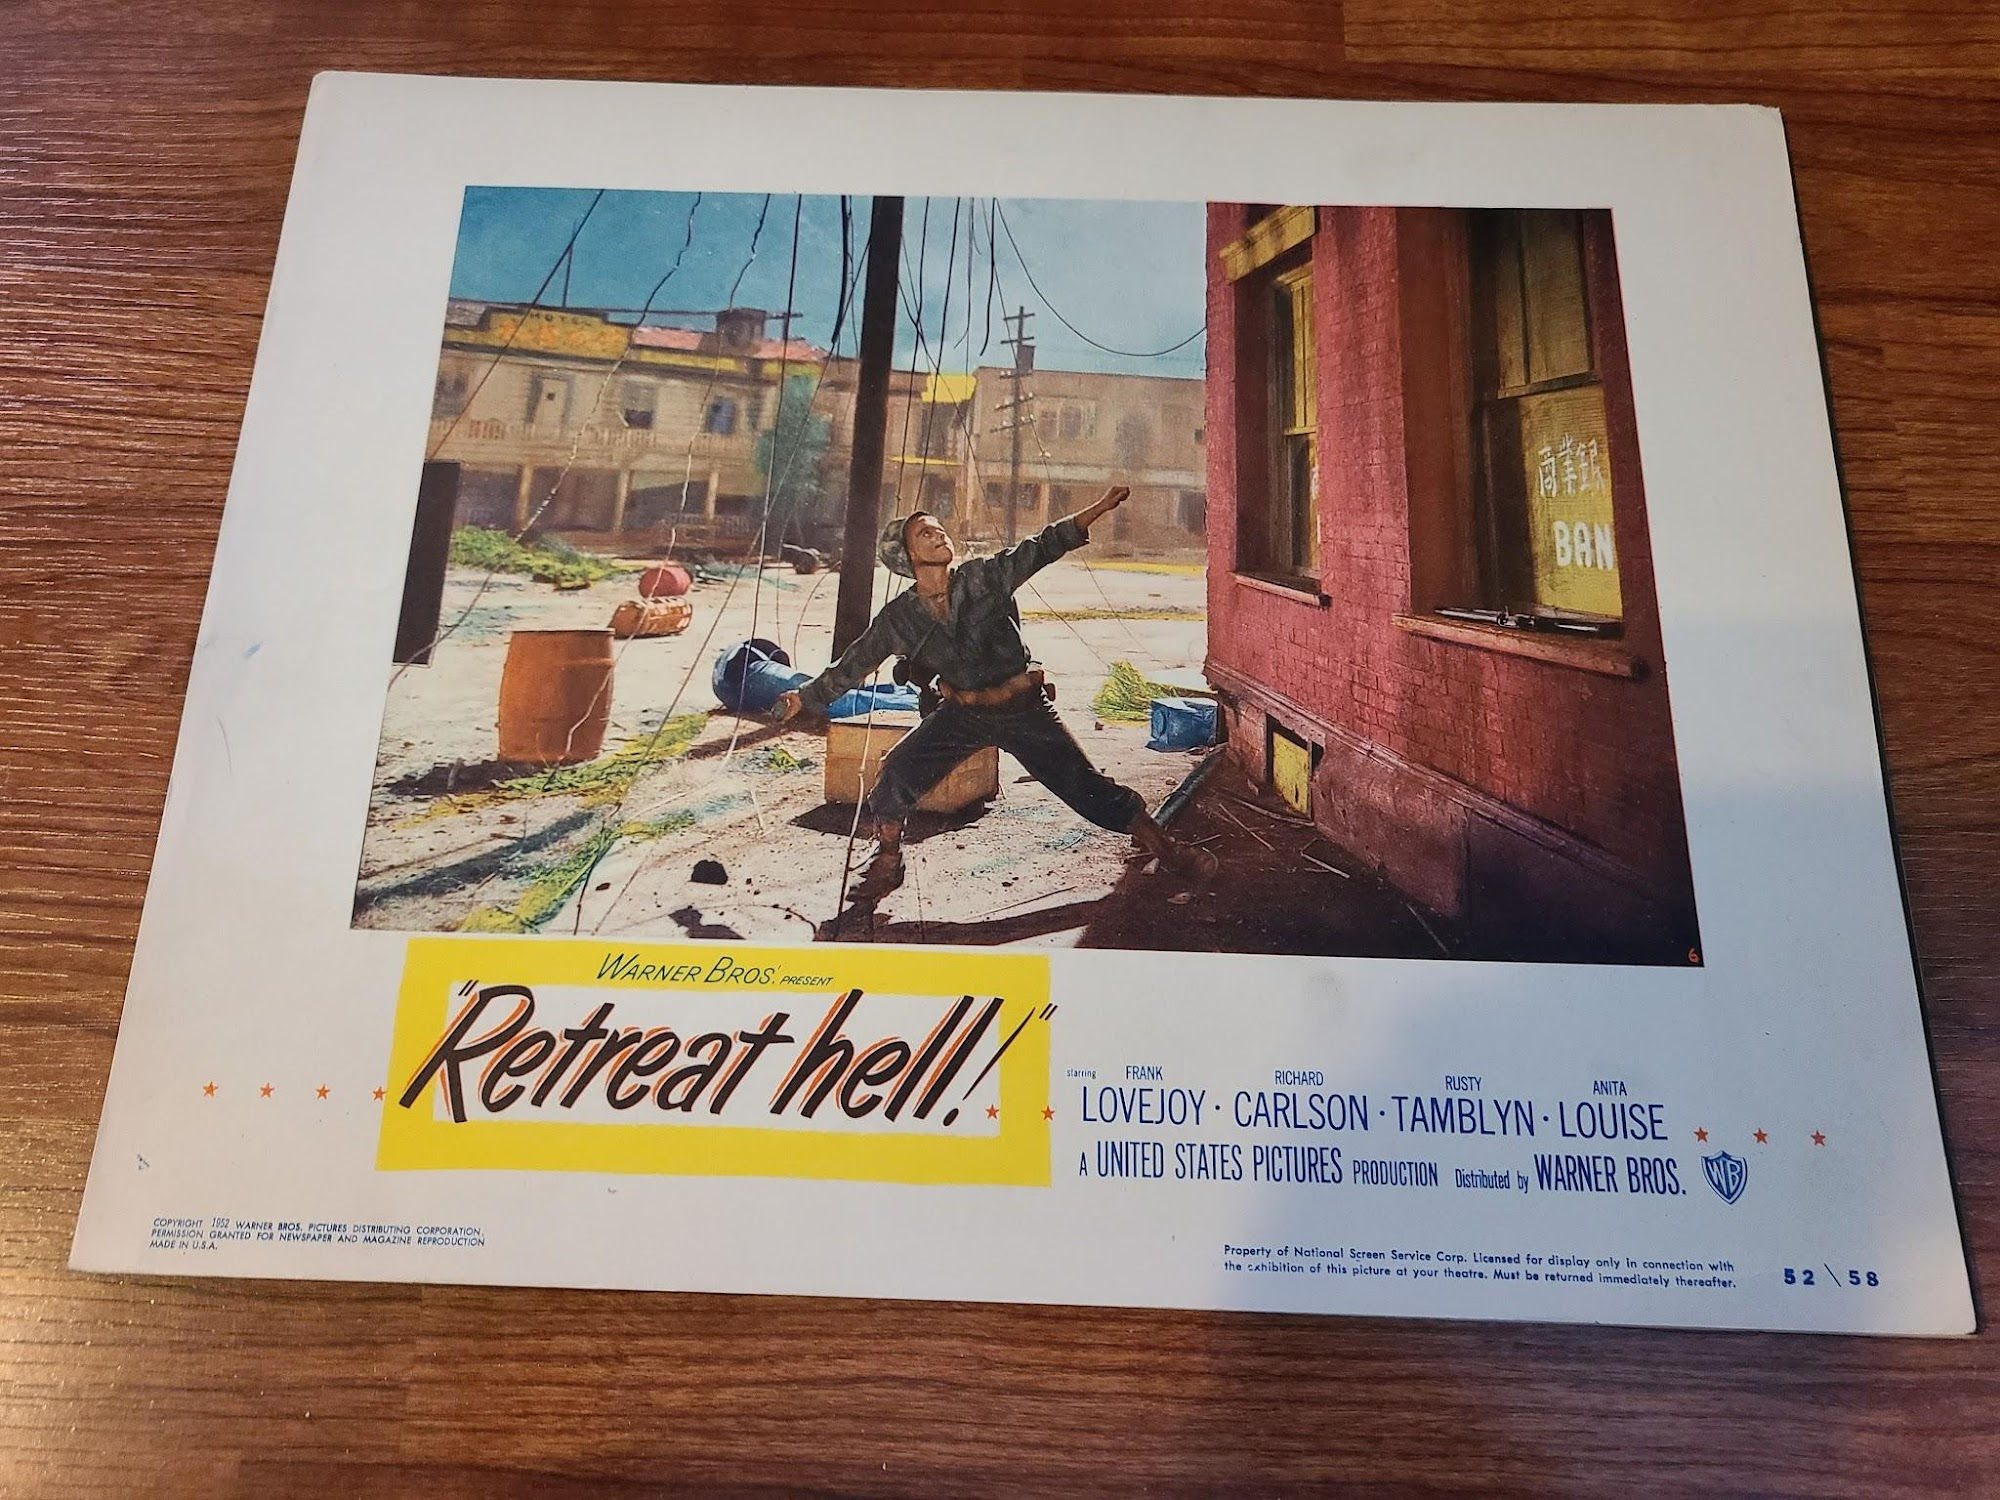 HOTEL
商業銀
BAN
6
WARNER BROS. PRESENT
"Retreat hell!"
starring FRANK LOVEJOY · RICHARD CARLSON · RUSTY TAMBLYN · ANITA LOUISE
A UNITED STATES PICTURES PRODUCTION Distributed by WARNER BROS.
WB
COPYRIGHT 1952 WARNER BROS. PICTURES DISTRIBUTING CORPORATION.
PERMISSION GRANTED FOR NEWSPAPER AND MAGAZINE REPRODUCTION
MADE IN U.S.A.
Property of National Screen Service Corp. Licensed for display only in connection with
the exhibition of this picture at your theatre. Must be returned immediately thereafter.
52 \ 58